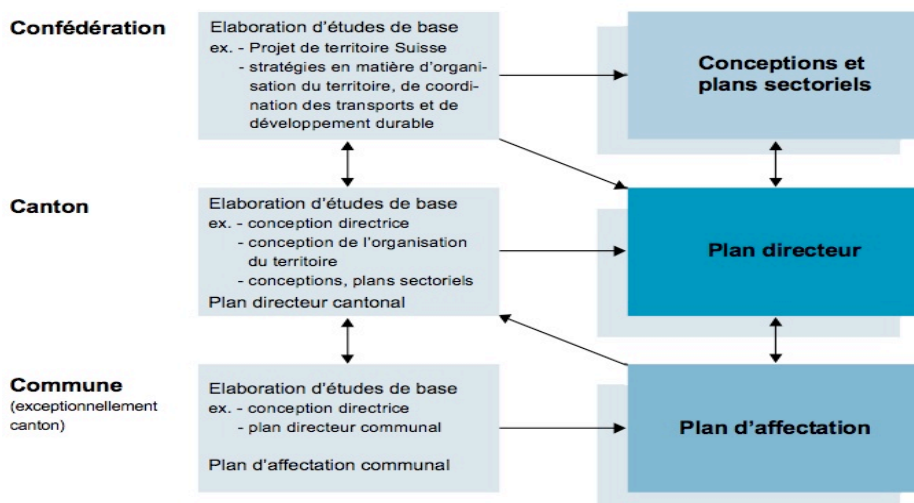 Confédération
Elaboration d'études de base
ex. - Projet de territoire Suisse
- stratégies en matière d'organi-
sation du territoire, de coordi-
nation des transports et de
développement durable
Conceptions et
plans sectoriels
Canton
Elaboration d'études de base
ex. - conception directrice
- conception de l'organisation
du territoire
- conceptions, plans sectoriels
Plan directeur cantonal
Plan directeur
Commune
(exceptionnellement
canton)
Elaboration d'études de base
ex. - conception directrice
- plan directeur communal
Plan d'affectation communal
Plan d'affectation